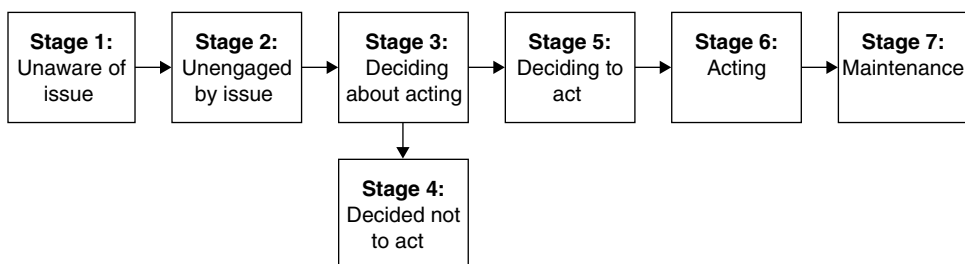 Stage 1:
Unaware of
issue
Stage 2:
Unengaged
by issue
Stage 3:
Deciding
about acting
Stage 5:
Deciding to
act
Stage 6:
Acting
Stage 7:
Maintenance
Stage 4:
Decided not
to act